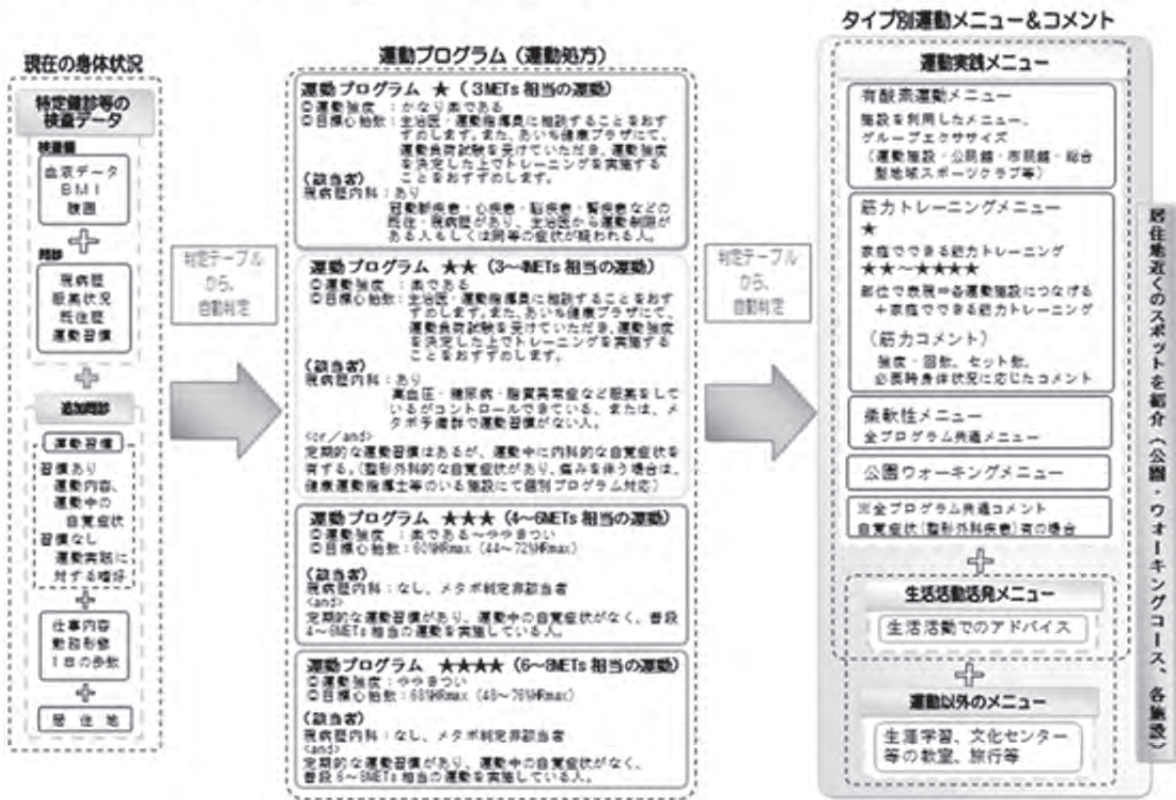 現在の身体状況
特定健診等の
検査データ
検査値
血液データ
BMI
腹囲
問診
現病歴
服薬状況
既往歴
運動習慣
追加問診
運動習慣
習慣あり
運動内容、
運動中の
自覚症状
習慣なし
運動実践に
対する嗜好
仕事内容
勤務形態
1日の歩数
居住地
判定テーブル
から、
自動判定
運動プログラム(運動処方)
運動プログラム ★ (3METs 相当の運動)
◎運動強度 :かなり楽である
◎目標心拍数:主治医・運動指導員に相談することをおす
すめします。また、あいち健康プラザにて、
運動負荷試験を受けていただき、運動強度
を決定した上でトレーニングを実施する
ことをおすすめします。
(該当者)
現病歴内科:あり
冠動脈疾患・心疾患・脳疾患・腎疾患などの
既往・現病歴があり、主治医から運動制限が
ある人もしくは同等の症状が疑われる人。
運動プログラム ★★ (3~4METs 相当の運動)
◎運動強度 :楽である
◎目標心拍数:主治医・運動指導員に相談することをおす
すめします。また、あいち健康プラザにて、
運動負荷試験を受けていただき、運動強度
を決定した上でトレーニングを実施する
ことをおすすめします。
(該当者)
現病歴内科:あり
高血圧・糖尿病・脂質異常症など服薬をして
いるがコントロールできている、または、メ
タボ予備群で運動習慣がない人。
<or/and>
定期的な運動習慣はあるが、運動中に内科的な自覚症状を
有する。(整形外科的な自覚症状があり、痛みを伴う場合は、
健康運動指導士等のいる施設にて個別プログラム対応)
運動プログラム ★★★ (4~6METs 相当の運動)
◎運動強度 :楽である~ややきつい
◎目標心拍数:60%HRmax (44~72%HRmax)
(該当者)
現病歴内科:なし、メタボ判定非該当者
<and>
定期的な運動習慣があり、運動中の自覚症状がなく、普段
4~6METs 相当の運動を実施している人。
運動プログラム ★★★★ (6~8METs 相当の運動)
◎運動強度 :ややきつい
◎目標心拍数:68%HRmax (48~76%HRmax)
(該当者)
現病歴内科:なし、メタボ判定非該当者
<and>
定期的な運動習慣があり、運動中の自覚症状がなく、
普段 6~8METs 相当の運動を実施している人。
判定テーブル
から、
自動判定
タイプ別運動メニュー&コメント
運動実践メニュー
有酸素運動メニュー
施設を利用したメニュー、
グループエクササイズ
(運動施設・公民館・市民館・総合
型地域スポーツクラブ等)
筋力トレーニングメニュー
★
家庭でできる筋力トレーニング
★★~★★★★
部位で表現⇒各運動施設につなげる
+家庭でできる筋力トレーニング
(筋力コメント)
強度・回数、セット数、
必要時身体状況に応じたコメント
柔軟性メニュー
全プログラム共通メニュー
公園ウォーキングメニュー
※全プログラム共通コメント
自覚症状(整形外科疾患)有の場合
生活活動活発メニュー
生活活動でのアドバイス
運動以外のメニュー
生涯学習、文化センター
等の教室、旅行等
居住地近くのスポットを紹介(公園・ウォーキングコース、各施設)